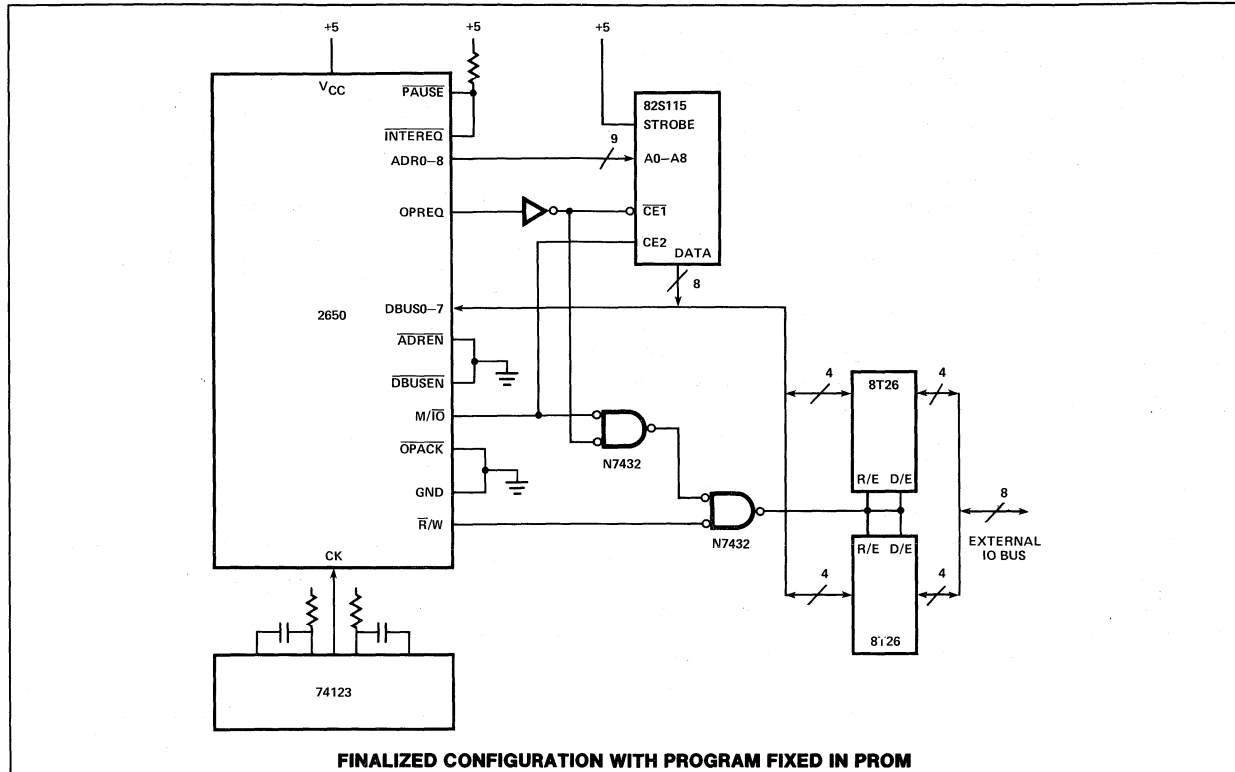 +5
+5
+5
VCC
PAUSE
INTEREQ
ADR0–8
OPREQ
2650
DBUS0–7
ADREN
DBUSEN
M/IO
OPACK
GND
R/W
CK
74123
9
82S115
STROBE
A0–A8
CE1
CE2
DATA
8
N7432
N7432
4
8T26
4
R/E D/E
R/E D/E
4
8T26
4
8
EXTERNAL
IO BUS
FINALIZED CONFIGURATION WITH PROGRAM FIXED IN PROM